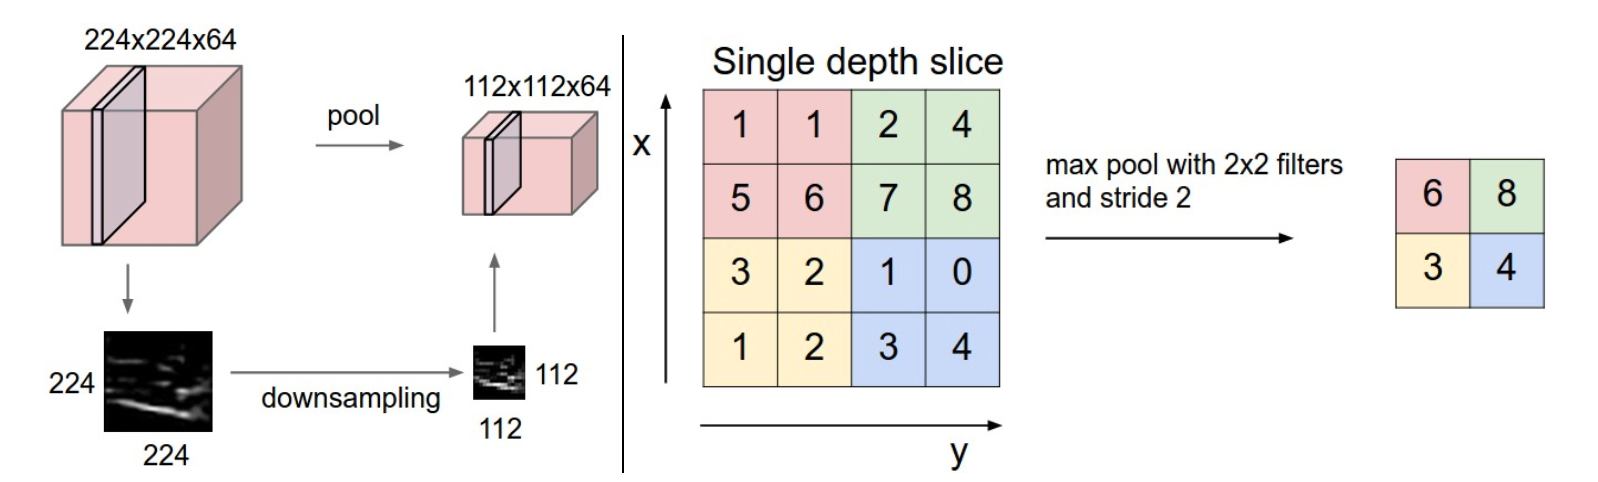 224x224x64
pool
112x112x64
224
224
downsampling
112
112
Single depth slice
x
1 1 2 4
5 6 7 8
3 2 1 0
1 2 3 4
y
max pool with 2x2 filters
and stride 2
6 8
3 4